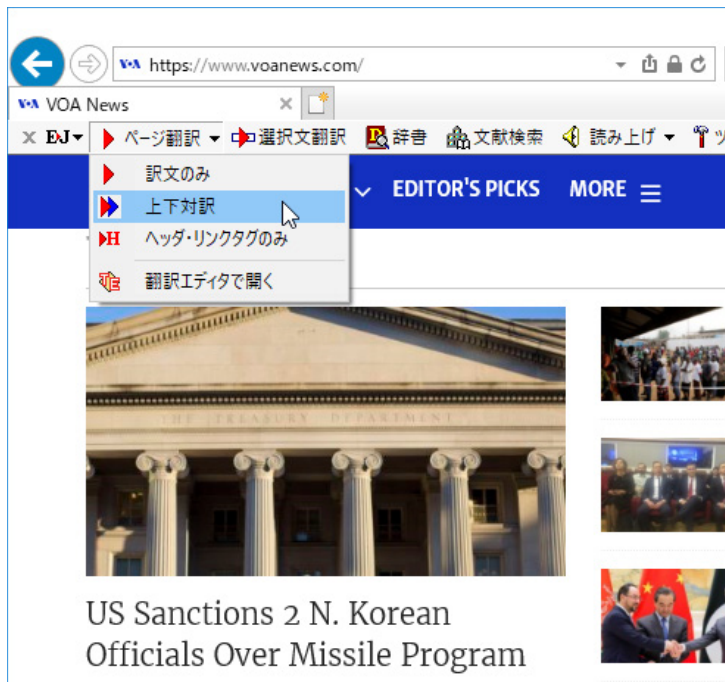 VOA https://www.voanews.com/
VOA VOA News
EJ ページ翻訳 選択文翻訳 辞書 文献検索 読み上げ ツ
訳文のみ
上下対訳
H ヘッダ・リンクタグのみ
翻訳エディタで開く
EDITOR'S PICKS MORE
THE TREASURY DEPARTMENT
US Sanctions 2 N. Korean
Officials Over Missile Program